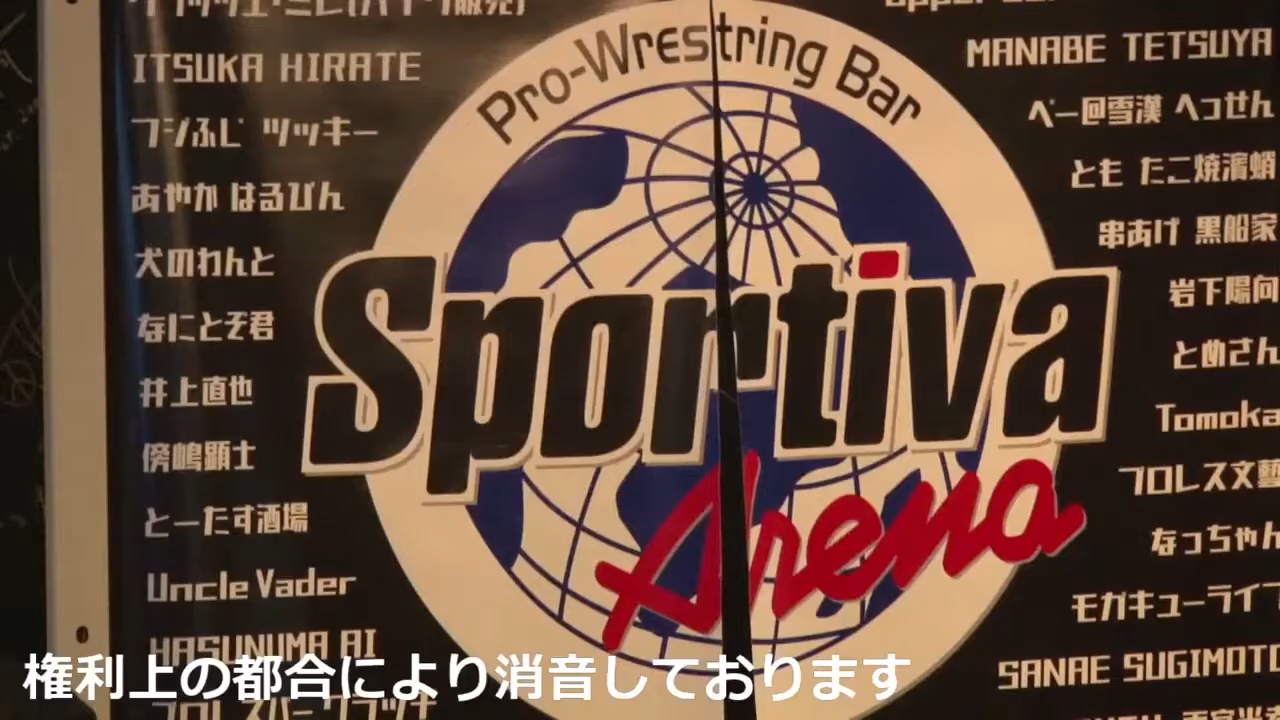 ITSUKA HIRATE
フジふじ ツッキー
あやか はるぴん
犬のわんと
なにとぞ君
井上直也
傍嶋顕士
とーたす酒場
Uncle Vader
HASUNUMA AI
Pro-Wrestring Bar
Sportiva
Arena
MANABE TETSUYA
ぺー@雪漢 へっせん
とも たこ焼濱蛸
串あげ 黒船家
岩下陽向
とめさん
Tomoka
プロレス文藝
なっちゃん
モガキューライフ
SANAE SUGIMOTO
権利上の都合により消音しております